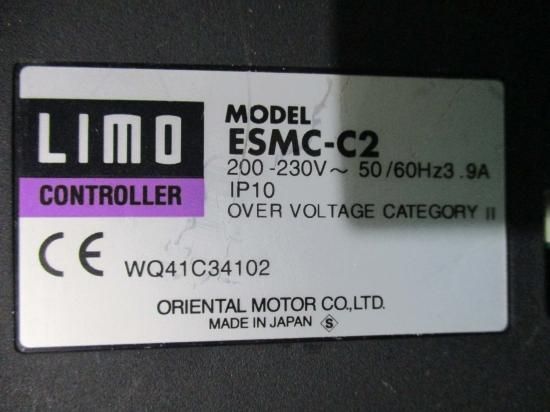 LIMO
CONTROLLER
MODEL
ESMC-C2
200-230V~ 50/60Hz3.9A
IP10
OVER VOLTAGE CATEGORY II
CE WQ41C34102
ORIENTAL MOTOR CO.,LTD.
MADE IN JAPAN S